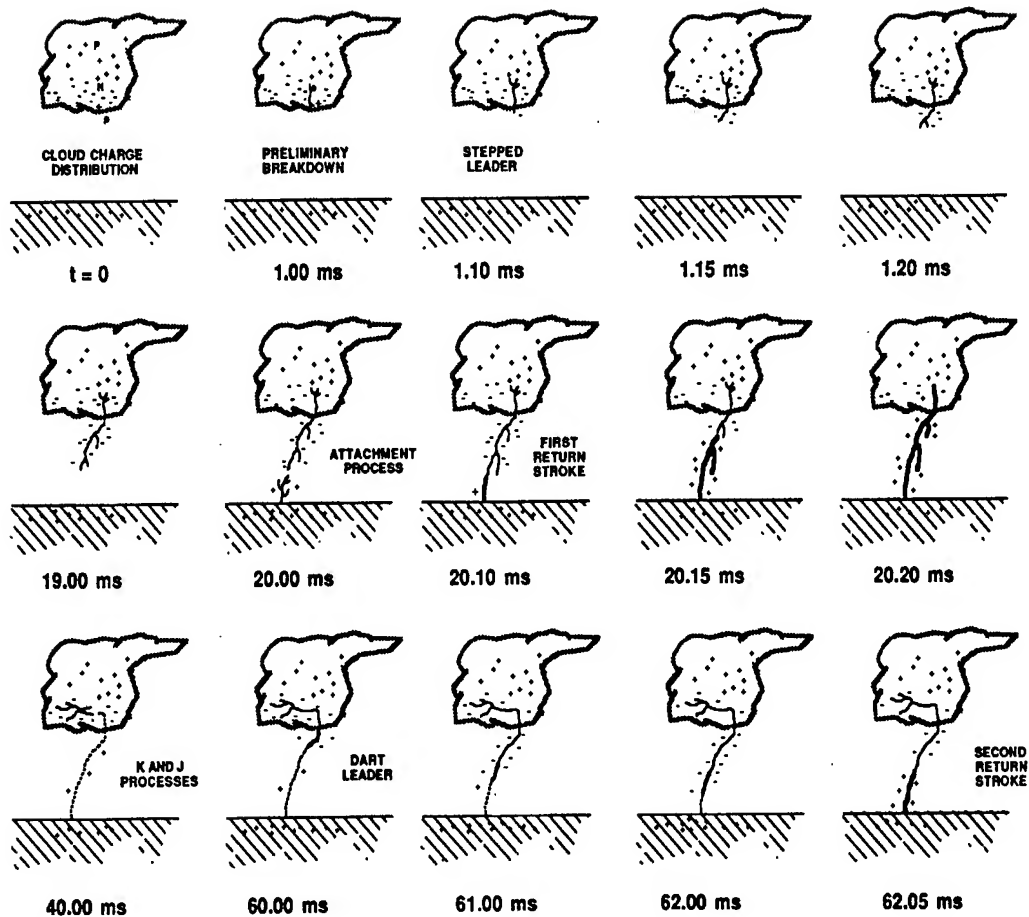 P
N
P
CLOUD CHARGE
DISTRIBUTION
PRELIMINARY
BREAKDOWN
STEPPED
LEADER
t = 0
1.00 ms
1.10 ms
1.15 ms
1.20 ms
ATTACHMENT
PROCESS
FIRST
RETURN
STROKE
19.00 ms
20.00 ms
20.10 ms
20.15 ms
20.20 ms
K AND J
PROCESSES
DART
LEADER
SECOND
RETURN
STROKE
40.00 ms
60.00 ms
61.00 ms
62.00 ms
62.05 ms